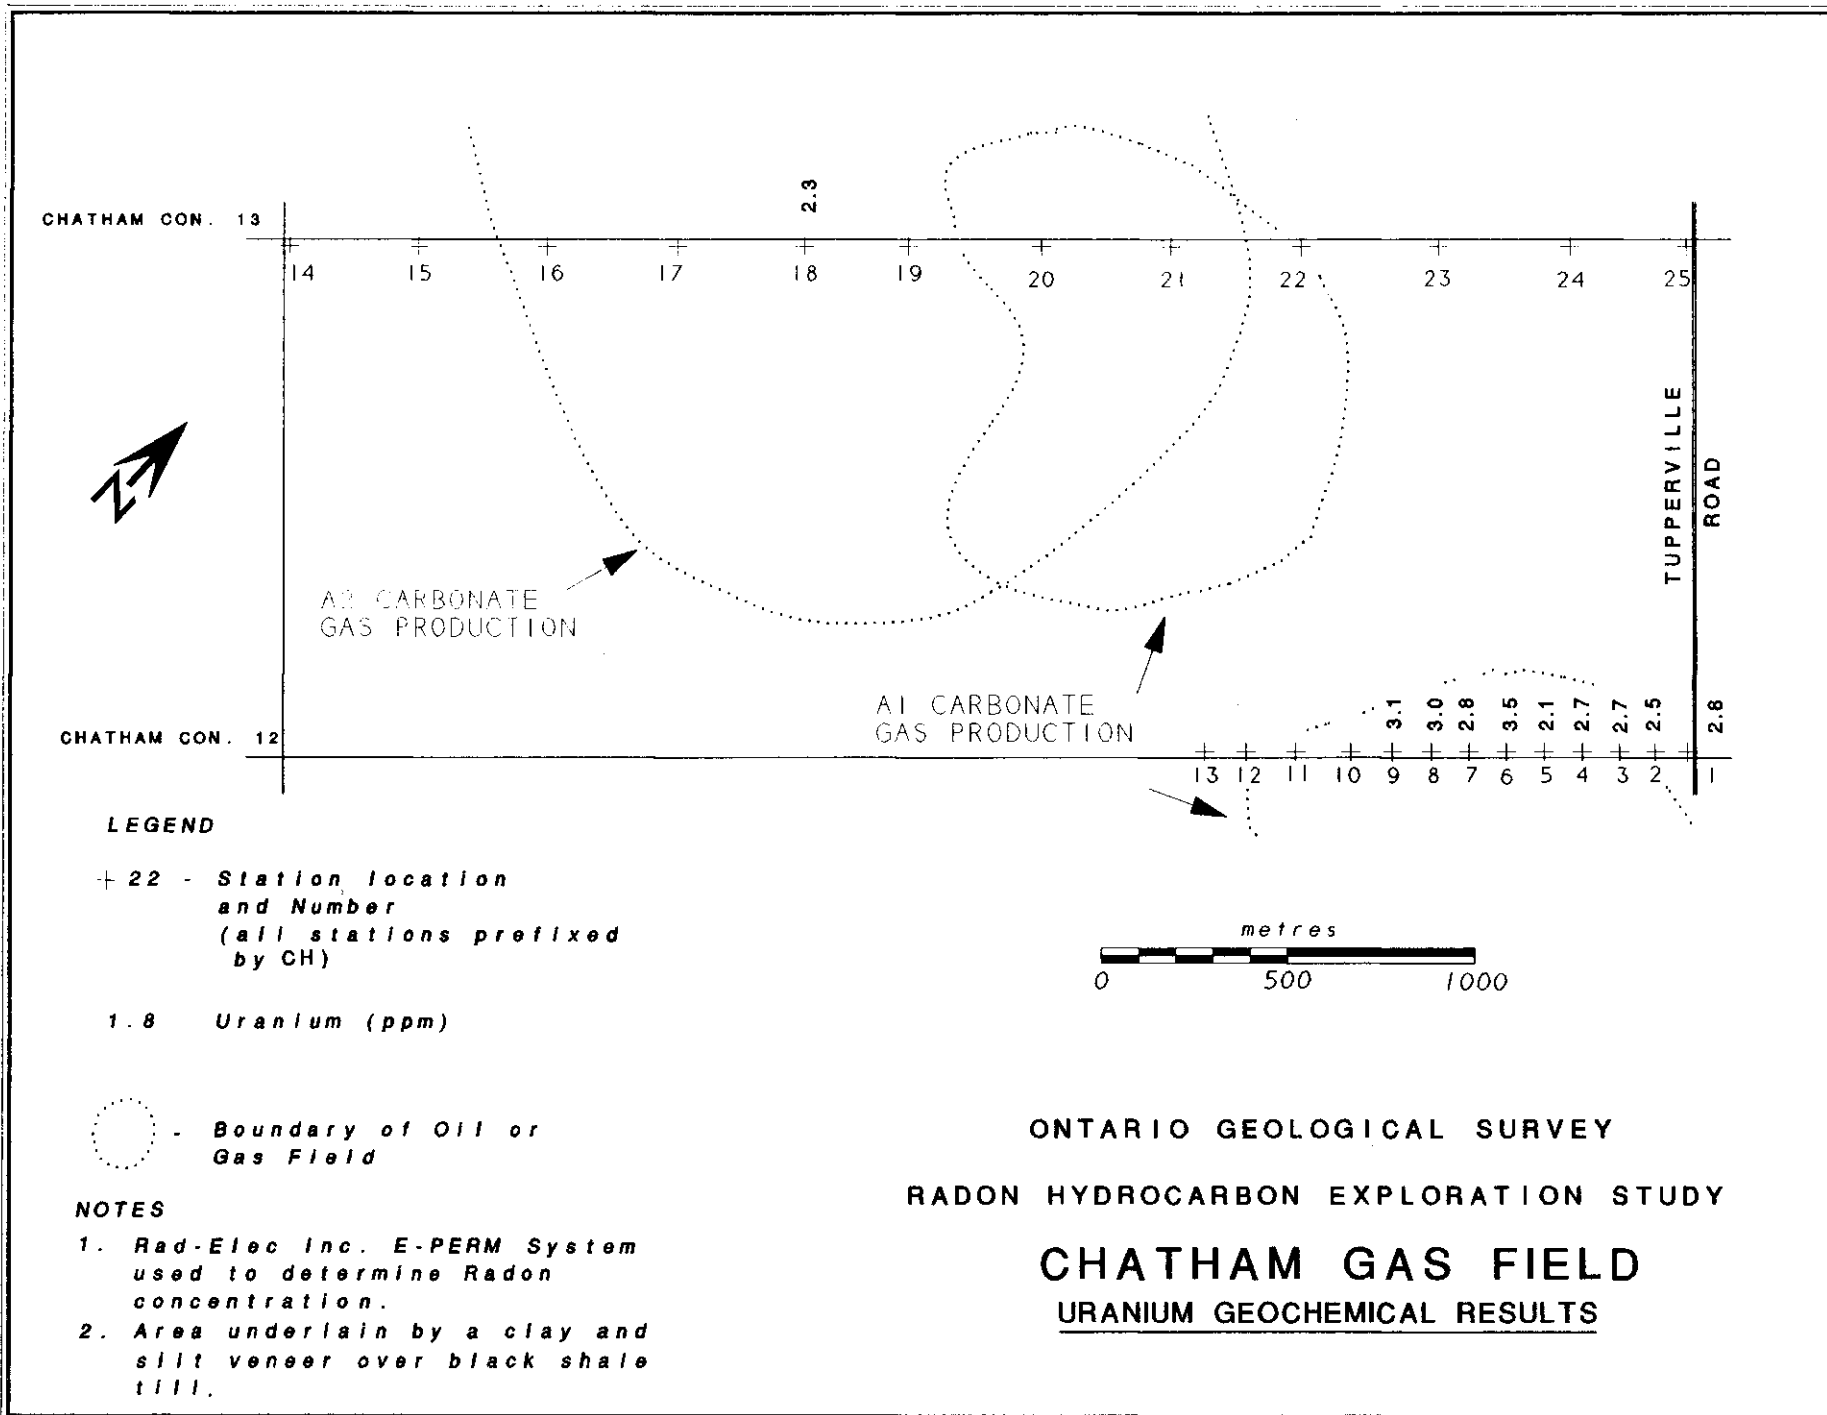 2.3
CHATHAM CON. 13
14 15 16 17 18 19 20 21 22 23 24 25
TUPPERVILLE
ROAD
N
A2 CARBONATE
GAS PRODUCTION
A1 CARBONATE
GAS PRODUCTION
3.1 3.0 2.8 3.5 2.1 2.7 2.7 2.5 2.8
CHATHAM CON. 12
13 12 11 10 9 8 7 6 5 4 3 2 1
LEGEND
+ 22 - Station location
and Number
(all stations prefixed
by CH)
1.8 Uranium (ppm)
- Boundary of Oil or
Gas Field
NOTES
1. Rad-Elec Inc. E-PERM System
used to determine Radon
concentration.
2. Area underlain by a clay and
silt veneer over black shale
till.
metres
0 500 1000
ONTARIO GEOLOGICAL SURVEY
RADON HYDROCARBON EXPLORATION STUDY
CHATHAM GAS FIELD
URANIUM GEOCHEMICAL RESULTS